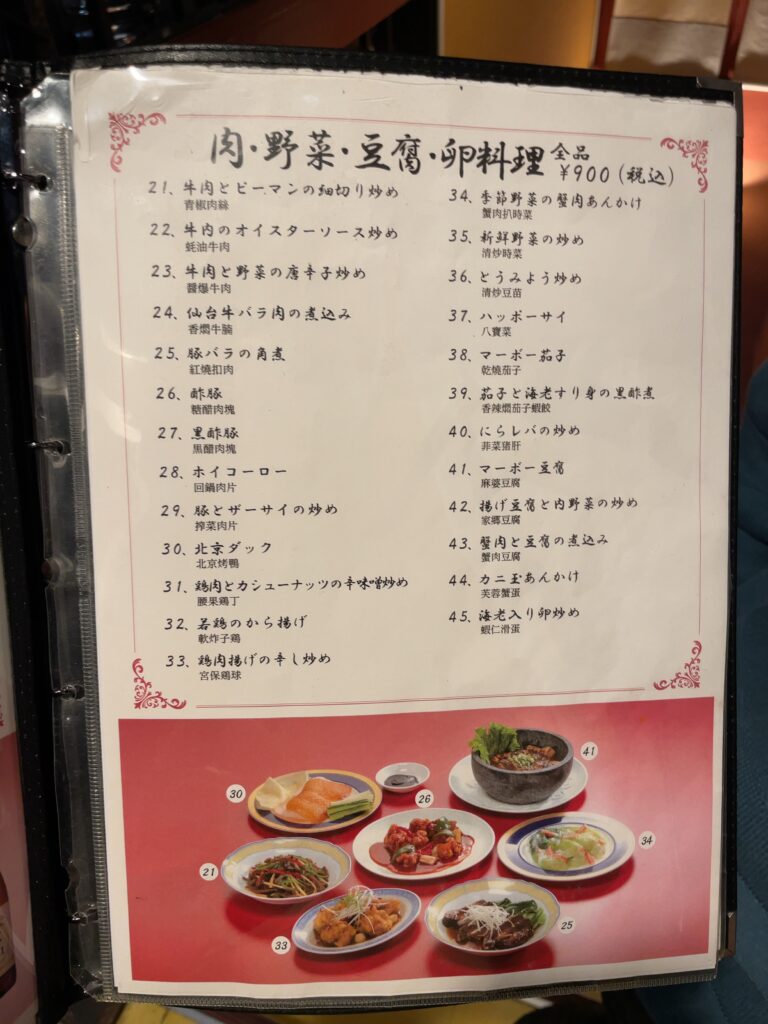 肉・野菜・豆腐・卵料理 全品 ¥900(税込)
21、牛肉とピーマンの細切り炒め
青椒肉絲
22、牛肉のオイスターソース炒め
蚝油牛肉
23、牛肉と野菜の唐辛子炒め
醬爆牛肉
24、仙台牛バラ肉の煮込み
香燜牛腩
25、豚バラの角煮
紅燒扣肉
26、酢豚
糖醋肉塊
27、黒酢豚
黒醋肉塊
28、ホイコーロー
回鍋肉片
29、豚とザーサイの炒め
搾菜肉片
30、北京ダック
北京烤鴨
31、鶏肉とカシューナッツの辛味噌炒め
腰果鶏丁
32、若鶏のから揚げ
軟炸子鶏
33、鶏肉揚げの辛し炒め
宮保鶏球
34、季節野菜の蟹肉あんかけ
蟹肉扒時菜
35、新鮮野菜の炒め
清炒時菜
36、とうみょう炒め
清炒豆苗
37、ハッポーサイ
八寶菜
38、マーボー茄子
乾燒茄子
39、茄子と海老すり身の黒酢煮
香辣燜茄子蝦餃
40、にらレバの炒め
韭菜猪肝
41、マーボー豆腐
麻婆豆腐
42、揚げ豆腐と肉野菜の炒め
家郷豆腐
43、蟹肉と豆腐の煮込み
蟹肉豆腐
44、カニ玉あんかけ
芙蓉蟹蛋
45、海老入り卵炒め
蝦仁滑蛋
41
30
26
34
21
25
33